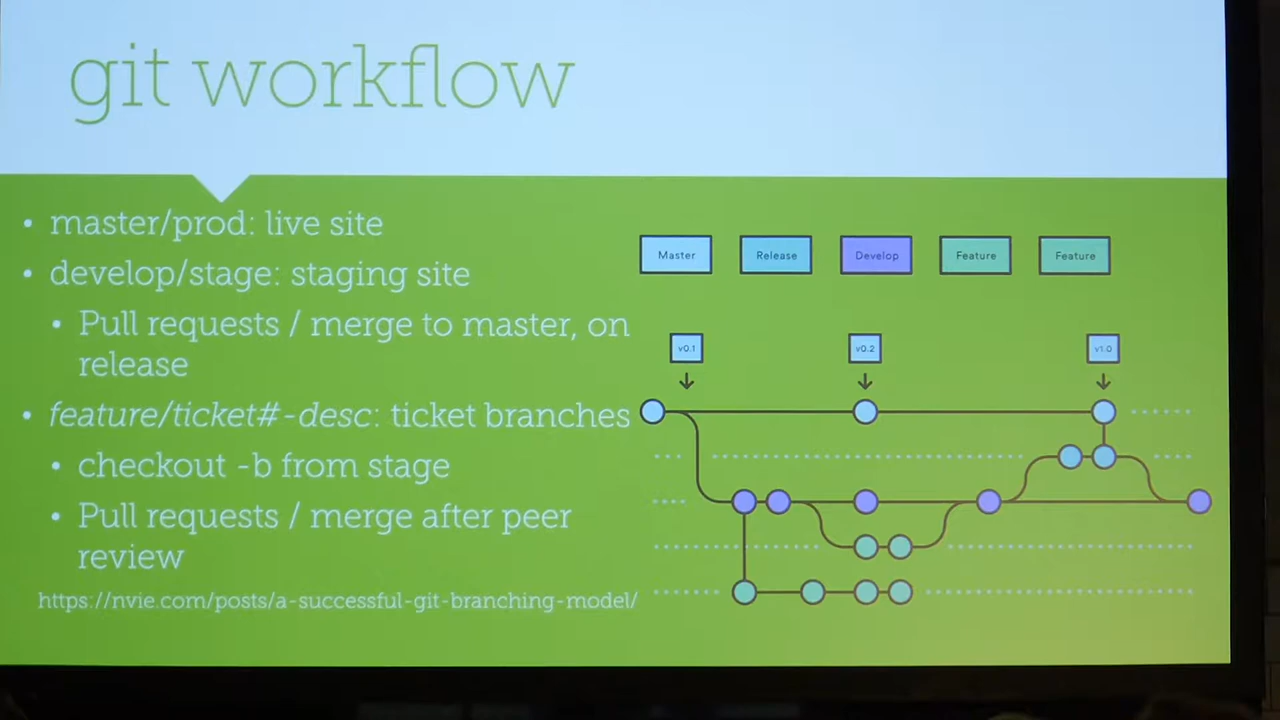 git workflow
• master/prod: live site
• develop/stage: staging site
• Pull requests / merge to master, on
release
• feature/ticket#-desc: ticket branches
• checkout -b from stage
• Pull requests / merge after peer
review
https://nvie.com/posts/a-successful-git-branching-model/
Master
Release
Develop
Feature
Feature
v0.1
v0.2
v1.0